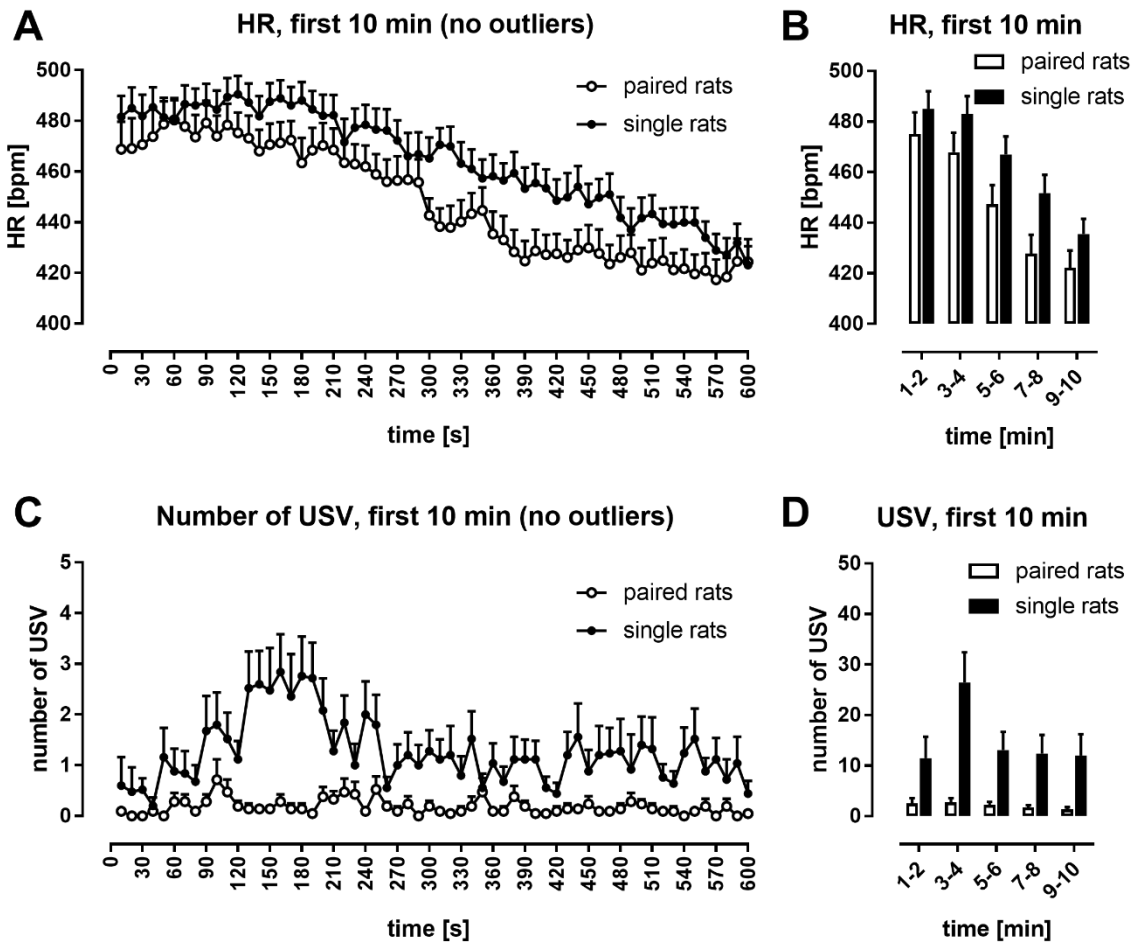 A HR, first 10 min (no outliers)
paired rats
single rats
HR [bpm]
500
480
460
440
420
400
0 30 60 90 120 150 180 210 240 270 300 330 360 390 420 450 480 510 540 570 600
time [s]
B HR, first 10 min
paired rats
single rats
HR [bpm]
500
480
460
440
420
400
1-2 3-4 5-6 7-8 9-10
time [min]
C Number of USV, first 10 min (no outliers)
paired rats
single rats
number of USV
5
4
3
2
1
0
0 30 60 90 120 150 180 210 240 270 300 330 360 390 420 450 480 510 540 570 600
time [s]
D USV, first 10 min
paired rats
single rats
number of USV
50
40
30
20
10
0
1-2 3-4 5-6 7-8 9-10
time [min]